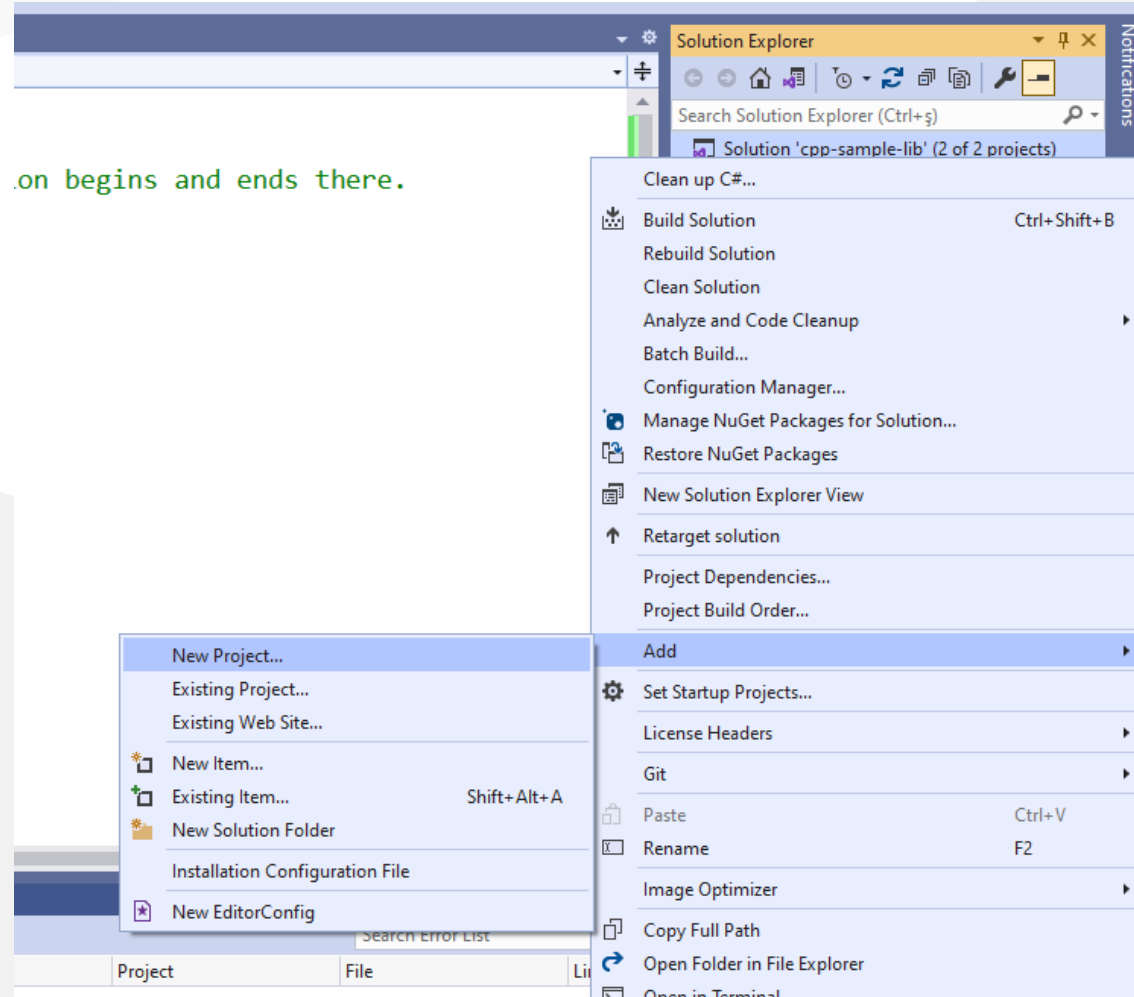 Solution Explorer
Notifications
Search Solution Explorer (Ctrl+ş)
Solution 'cpp-sample-lib' (2 of 2 projects)
on begins and ends there.
Clean up C#...
Build Solution Ctrl+Shift+B
Rebuild Solution
Clean Solution
Analyze and Code Cleanup
Batch Build...
Configuration Manager...
Manage NuGet Packages for Solution...
Restore NuGet Packages
New Solution Explorer View
Retarget solution
Project Dependencies...
Project Build Order...
Add
Set Startup Projects...
License Headers
Git
Paste Ctrl+V
Rename F2
Image Optimizer
Copy Full Path
Open Folder in File Explorer
Open in Terminal
New Project...
Existing Project...
Existing Web Site...
New Item...
Existing Item... Shift+Alt+A
New Solution Folder
Installation Configuration File
New EditorConfig
Search Error List
Project File Li